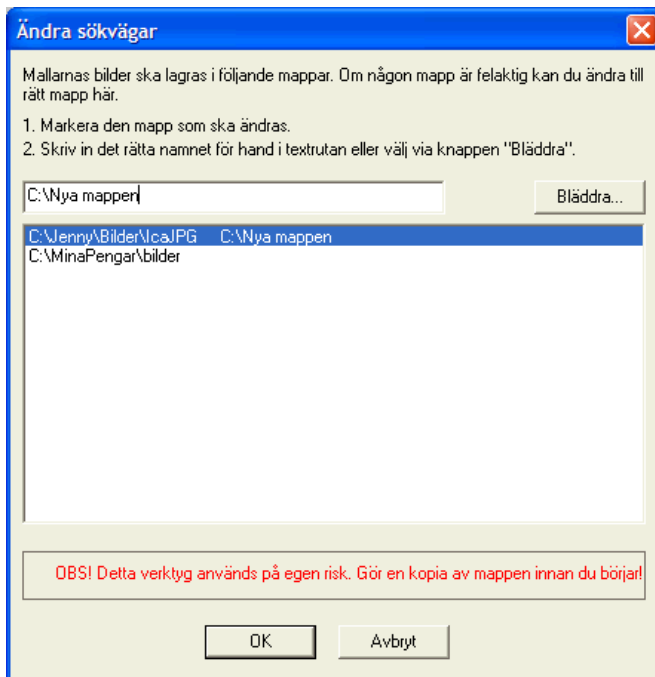 Ändra sökvägar
Mallarnas bilder ska lagras i följande mappar. Om någon mapp är felaktig kan du ändra till
rätt mapp här.
1. Markera den mapp som ska ändras.
2. Skriv in det rätta namnet för hand i textrutan eller välj via knappen "Bläddra".
C:\Nya mappen
Bläddra...
C:\Jenny\Bilder\IcaJPG C:\Nya mappen
C:\MinaPengar\bilder
OBS! Detta verktyg används på egen risk. Gör en kopia av mappen innan du börjar!
OK
Avbryt